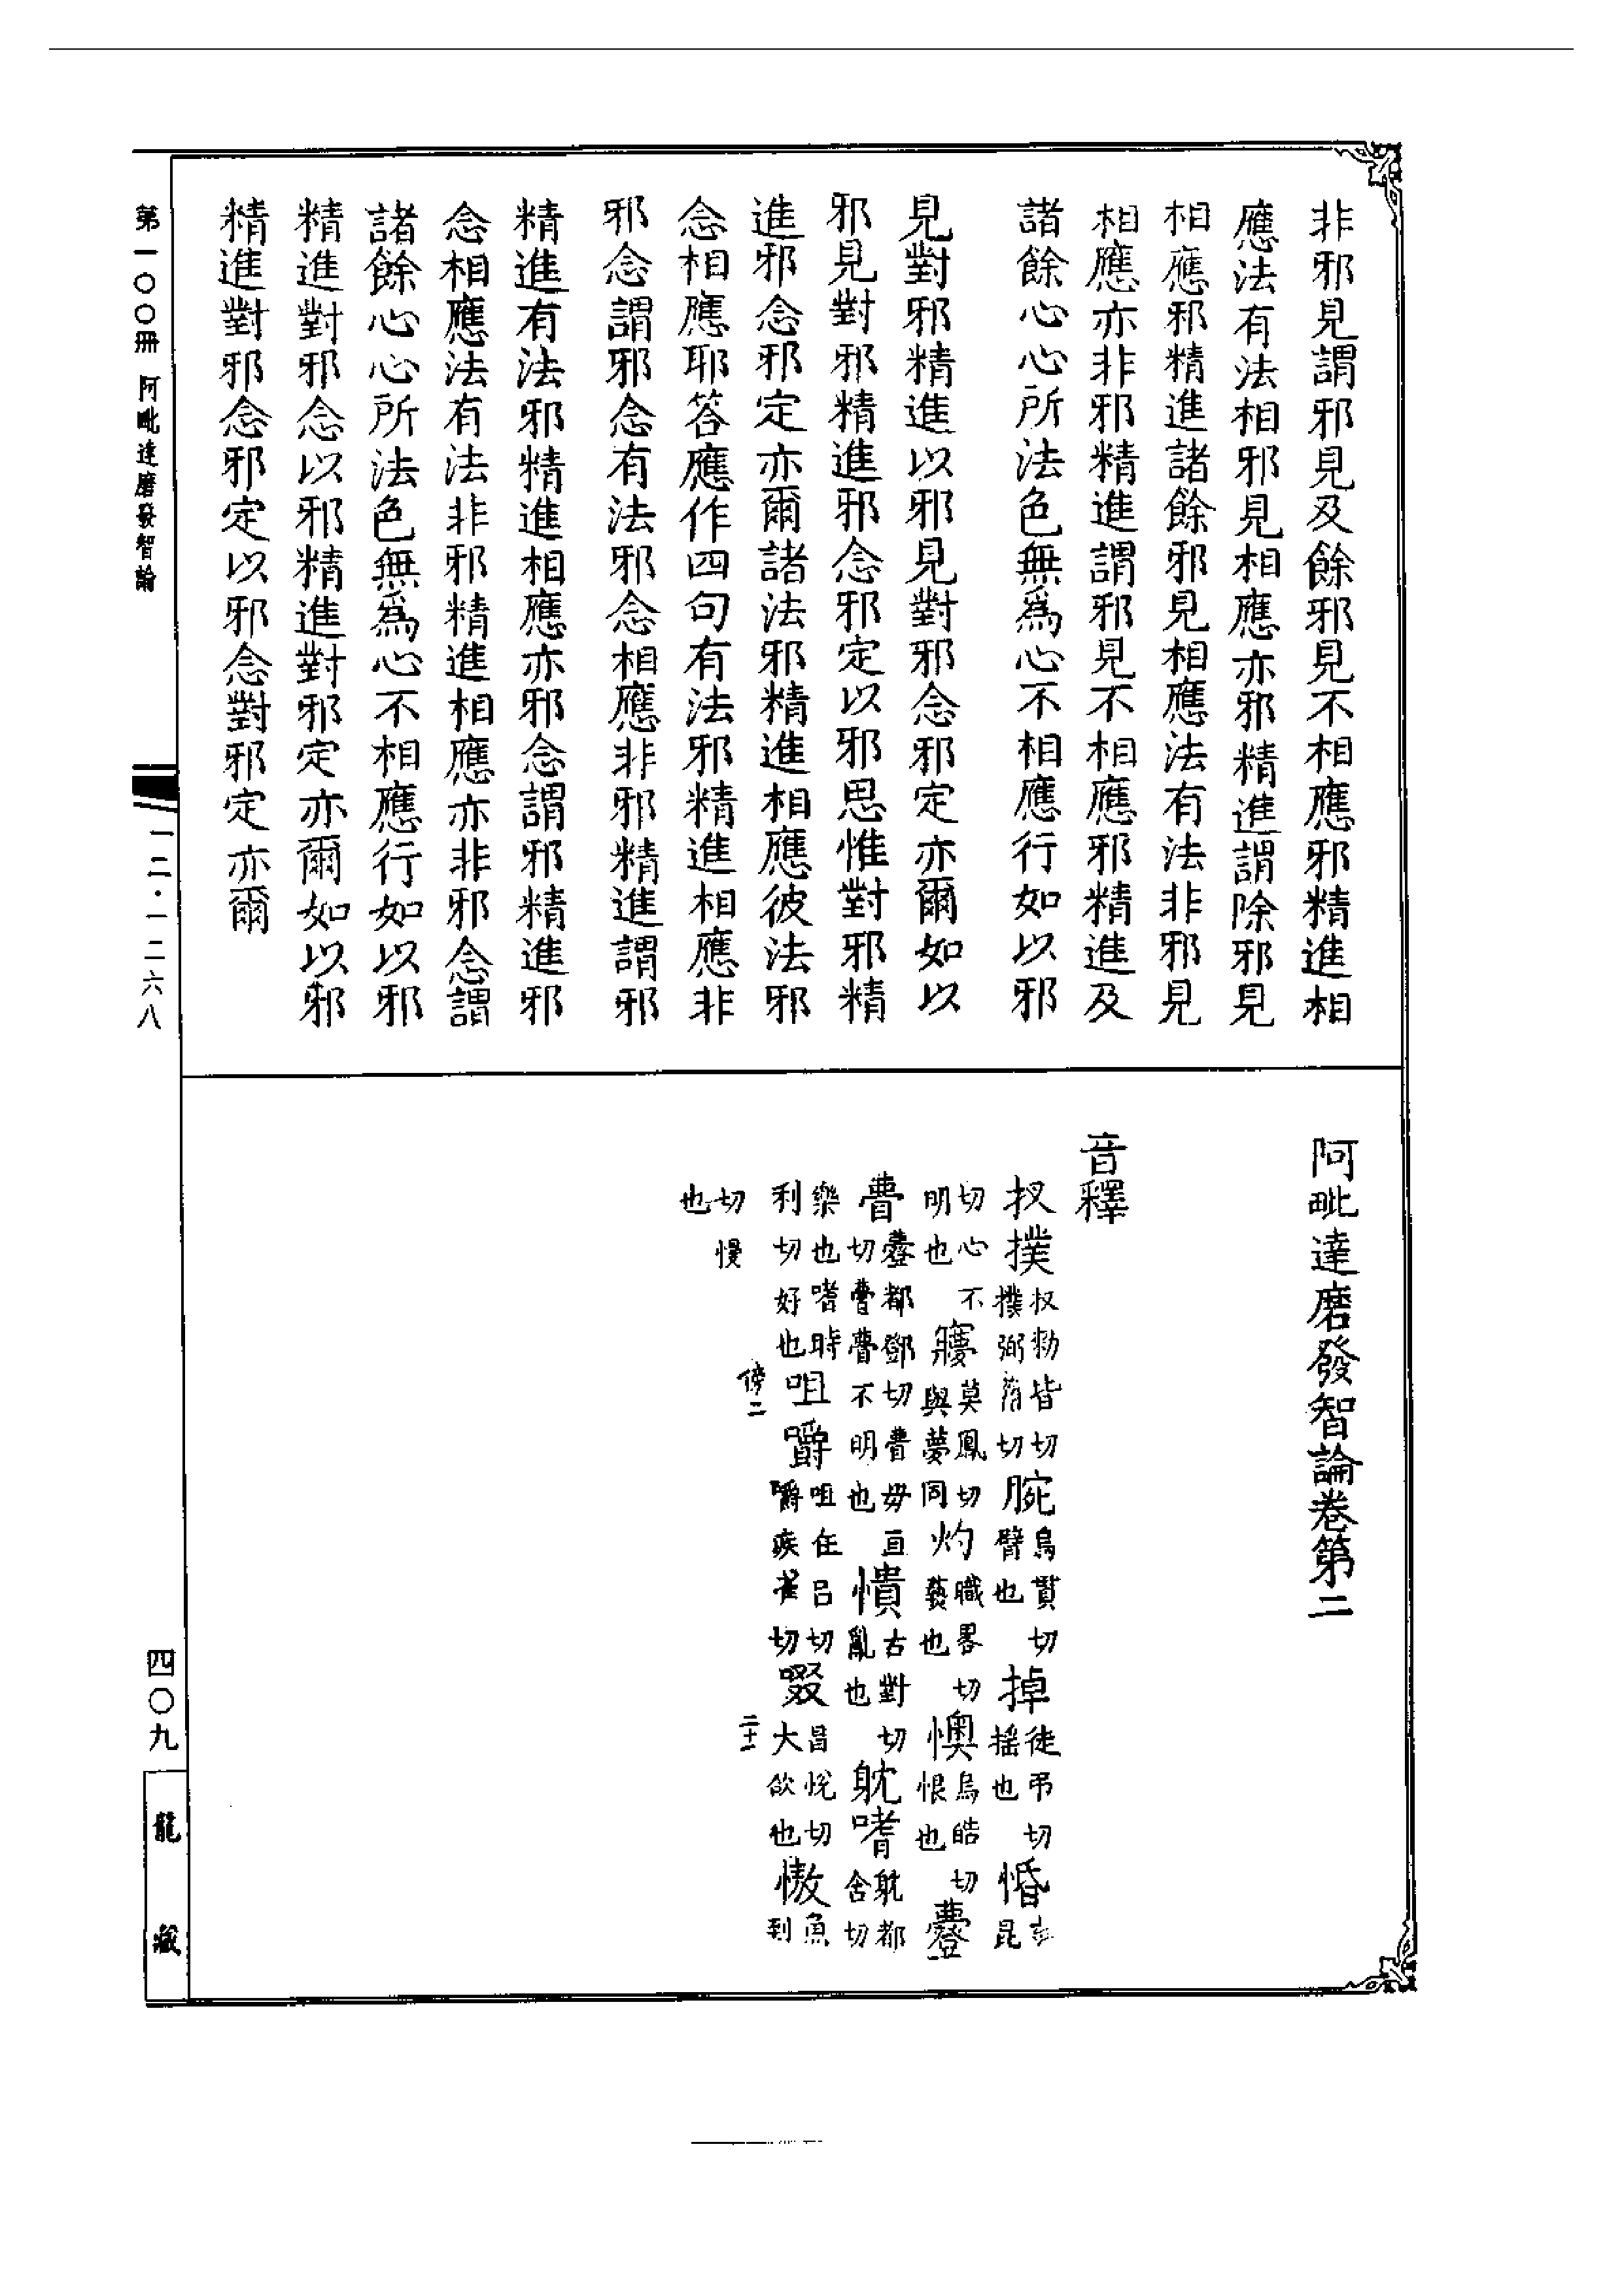 非邪見謂邪見及餘邪見不相應邪精進相
應法有法相邪見相應亦邪精進謂除邪見
相應邪精進諸餘邪見相應法有法非邪見
相應亦非邪精進謂邪見不相應邪精進及
諸餘心心所法色無爲心不相應行如以邪
見對邪精進以邪見對邪念邪定亦爾如以
邪見對邪精進邪念邪定以邪思惟對邪精
進邪念邪定亦爾諸法邪精進相應彼法邪
念相應耶答應作四句有法邪精進相應非
邪念謂邪念有法邪念相應非邪精進謂邪
精進有法邪精進相應亦邪念謂邪精進邪
念相應法有法非邪精進相應亦非邪念謂
諸餘心心所法色無爲心不相應行如以邪
精進對邪念以邪精進對邪定亦爾如以邪
精進對邪念邪定以邪念對邪定亦爾
阿毗達磨發智論卷第二
音釋
扠撲扠勑皆切撲弼角切腕烏貫切臂也掉徒弔切搖也惛昆
切心不明也㝱莫鳳切與夢同灼職畧切爇也懊烏皓切恨也
瞢都鄧切瞢毋亘切瞢不明也憒古對切亂也躭嗜躭都含切
樂也嗜時利切好也咀嚼咀在呂切嚼疾雀切啜昌悅切大飲也慠魚到
切慢也
傍二
二十一
第一〇〇冊 阿毗達磨發智論
一二·一二六八
四〇九
龍藏